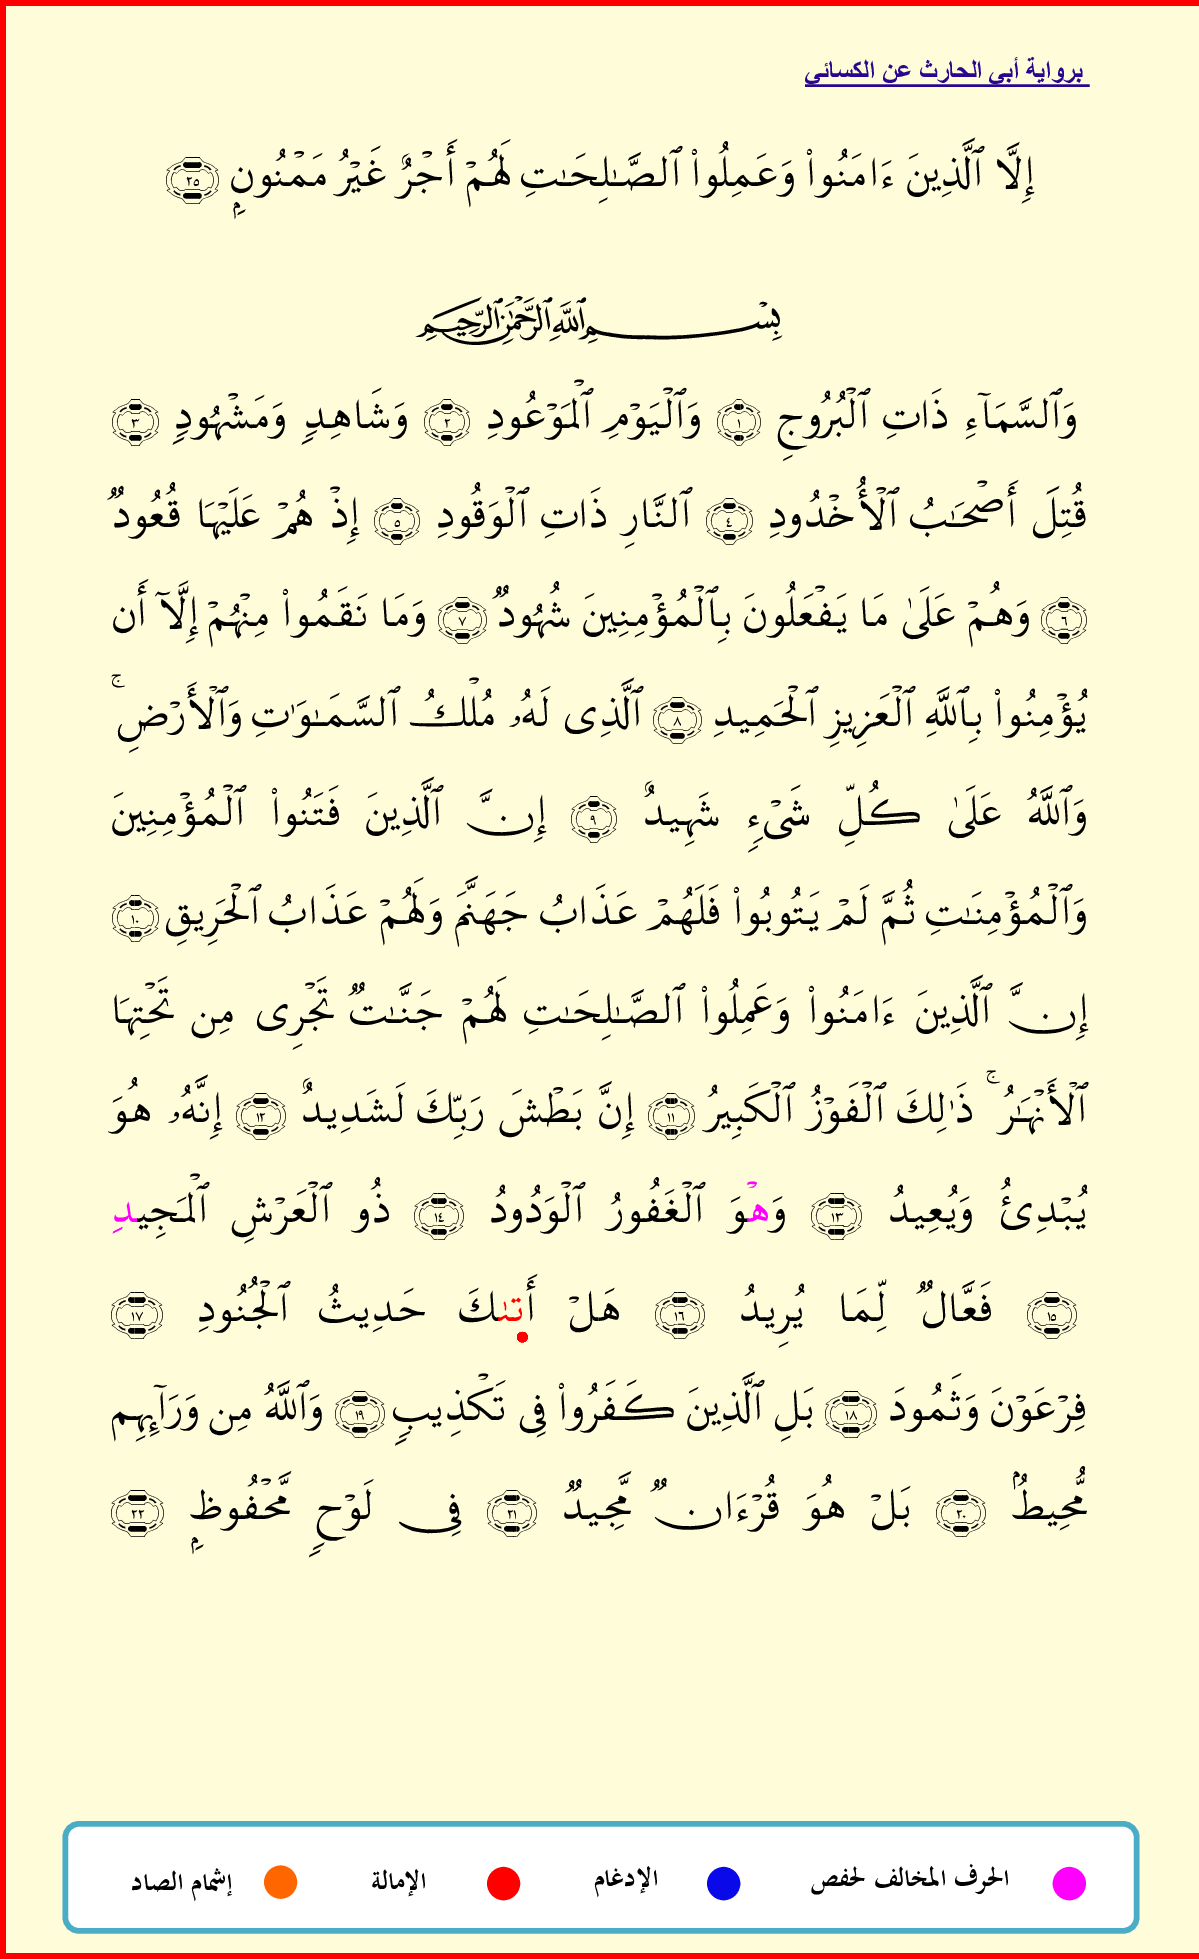 برواية أبي الحارث عن الكسائي
إِلَّا ٱلَّذِينَ ءَامَنُوا۟ وَعَمِلُوا۟ ٱلصَّـٰلِحَـٰتِ لَهُمْ أَجْرٌ غَيْرُ مَمْنُونٍۭ ٢٥
بِسْمِ ٱللَّهِ ٱلرَّحْمَـٰنِ ٱلرَّحِيمِ
وَٱلسَّمَآءِ ذَاتِ ٱلْبُرُوجِ ١ وَٱلْيَوْمِ ٱلْمَوْعُودِ ٢ وَشَاهِدٍ وَمَشْهُودٍ ٣
قُتِلَ أَصْحَـٰبُ ٱلْأُخْدُودِ ٤ ٱلنَّارِ ذَاتِ ٱلْوَقُودِ ٥ إِذْ هُمْ عَلَيْهَا قُعُودٌ
٦ وَهُمْ عَلَىٰ مَا يَفْعَلُونَ بِٱلْمُؤْمِنِينَ شُهُودٌ ٧ وَمَا نَقَمُوا۟ مِنْهُمْ إِلَّآ أَن
يُؤْمِنُوا۟ بِٱللَّهِ ٱلْعَزِيزِ ٱلْحَمِيدِ ٨ ٱلَّذِى لَهُۥ مُلْكُ ٱلسَّمَـٰوَٰتِ وَٱلْأَرْضِ ۚ
وَٱللَّهُ عَلَىٰ كُلِّ شَىْءٍ شَهِيدٌ ٩ إِنَّ ٱلَّذِينَ فَتَنُوا۟ ٱلْمُؤْمِنِينَ
وَٱلْمُؤْمِنَـٰتِ ثُمَّ لَمْ يَتُوبُوا۟ فَلَهُمْ عَذَابُ جَهَنَّمَ وَلَهُمْ عَذَابُ ٱلْحَرِيقِ ١٠
إِنَّ ٱلَّذِينَ ءَامَنُوا۟ وَعَمِلُوا۟ ٱلصَّـٰلِحَـٰتِ لَهُمْ جَنَّـٰتٌ تَجْرِى مِن تَحْتِهَا
ٱلْأَنْهَـٰرُ ۚ ذَٰلِكَ ٱلْفَوْزُ ٱلْكَبِيرُ ١١ إِنَّ بَطْشَ رَبِّكَ لَشَدِيدٌ ١٢ إِنَّهُۥ هُوَ
يُبْدِئُ وَيُعِيدُ ١٣ وَهْوَ ٱلْغَفُورُ ٱلْوَدُودُ ١٤ ذُو ٱلْعَرْشِ ٱلْمَجِيدِ
١٥ فَعَّالٌ لِّمَا يُرِيدُ ١٦ هَلْ أَتَىٰكَ حَدِيثُ ٱلْجُنُودِ ١٧
فِرْعَوْنَ وَثَمُودَ ١٨ بَلِ ٱلَّذِينَ كَفَرُوا۟ فِى تَكْذِيبٍ ١٩ وَٱللَّهُ مِن وَرَآئِهِم
مُّحِيطٌۢ ٢٠ بَلْ هُوَ قُرْءَانٌ مَّجِيدٌ ٢١ فِى لَوْحٍ مَّحْفُوظٍۭ ٢٢
الحرف المخالف لحفص الإدغام الإمالة إشمام الصاد